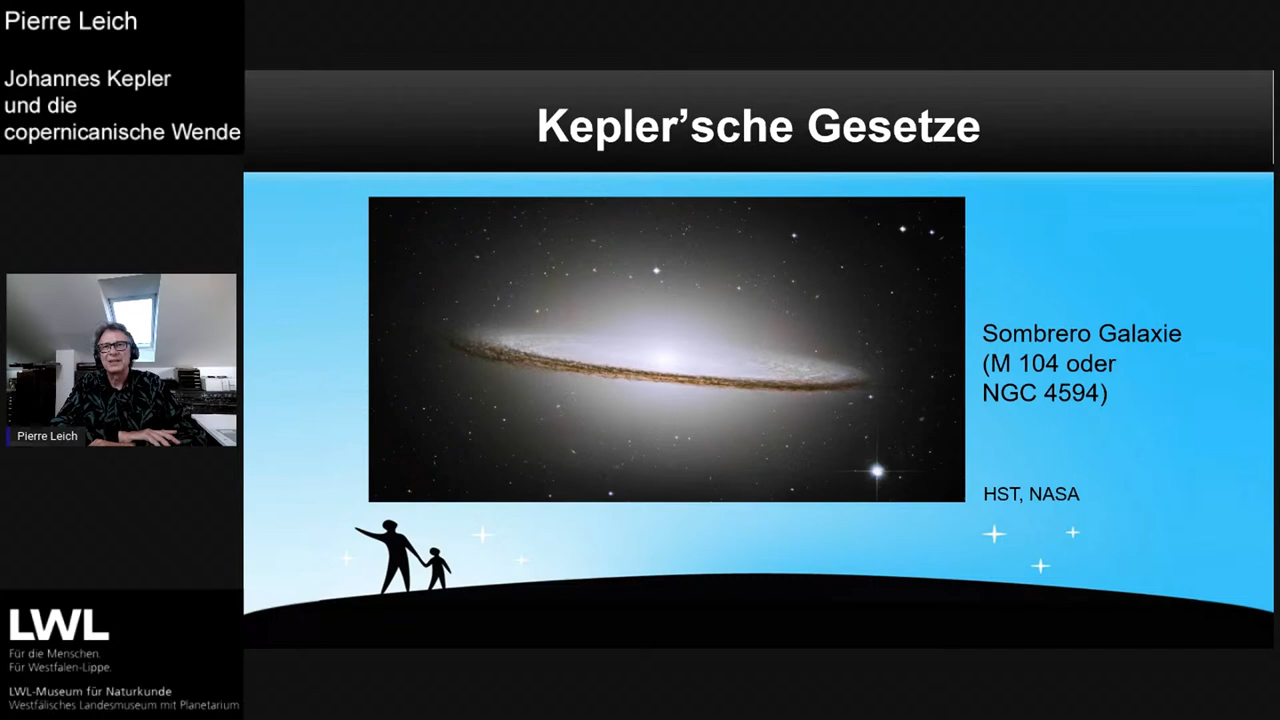 Pierre Leich
Johannes Kepler
und die
copernicanische Wende
Kepler’sche Gesetze
Sombrero Galaxie
(M 104 oder
NGC 4594)
HST, NASA
Pierre Leich
LWL
Für die Menschen.
Für Westfalen-Lippe.
LWL-Museum für Naturkunde
Westfälisches Landesmuseum mit Planetarium